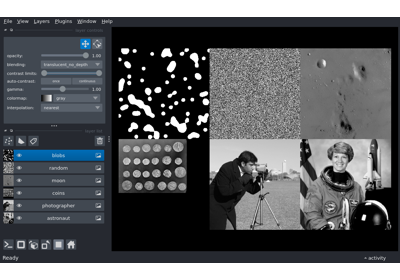 File View Layers Plugins Window Help
opacity: 1.00
blending: translucent_no_depth
contrast limits:
auto-contrast: once continuous
gamma: 1.00
colormap: gray
interpolation: nearest
blobs
random
moon
coins
photographer
astronaut
Ready activity